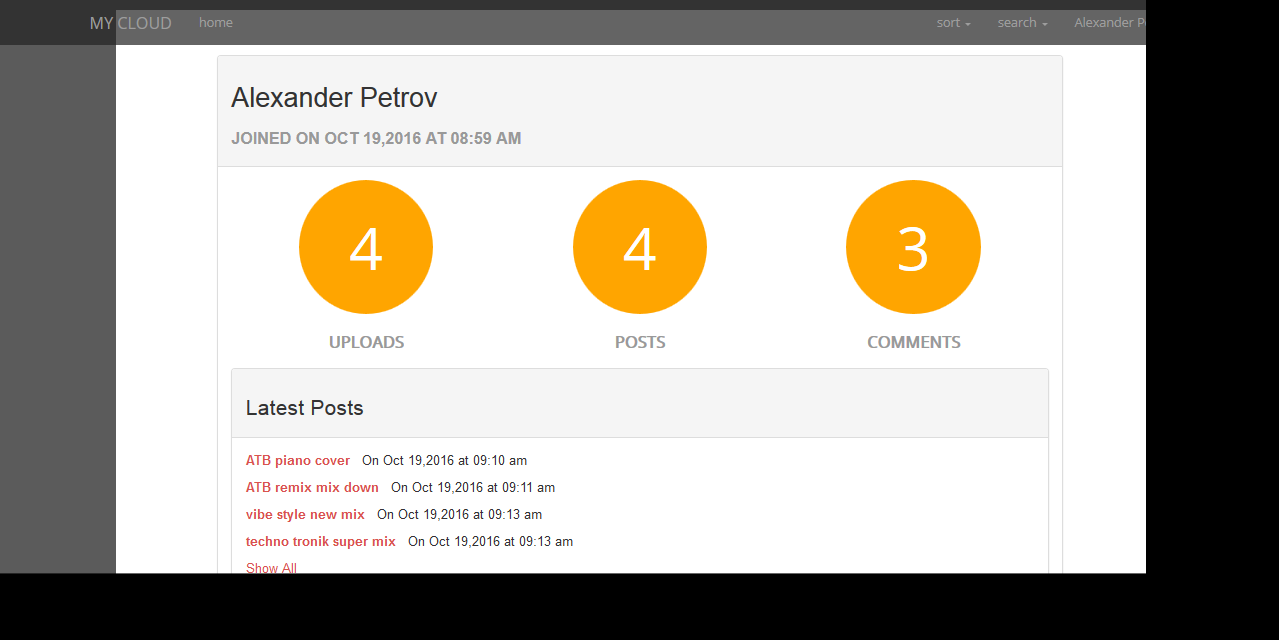 MY CLOUD home sort search Alexander
Alexander Petrov
JOINED ON OCT 19,2016 AT 08:59 AM
4 4 3
UPLOADS POSTS COMMENTS
Latest Posts
ATB piano cover On Oct 19,2016 at 09:10 am
ATB remix mix down On Oct 19,2016 at 09:11 am
vibe style new mix On Oct 19,2016 at 09:13 am
techno tronik super mix On Oct 19,2016 at 09:13 am
Show All